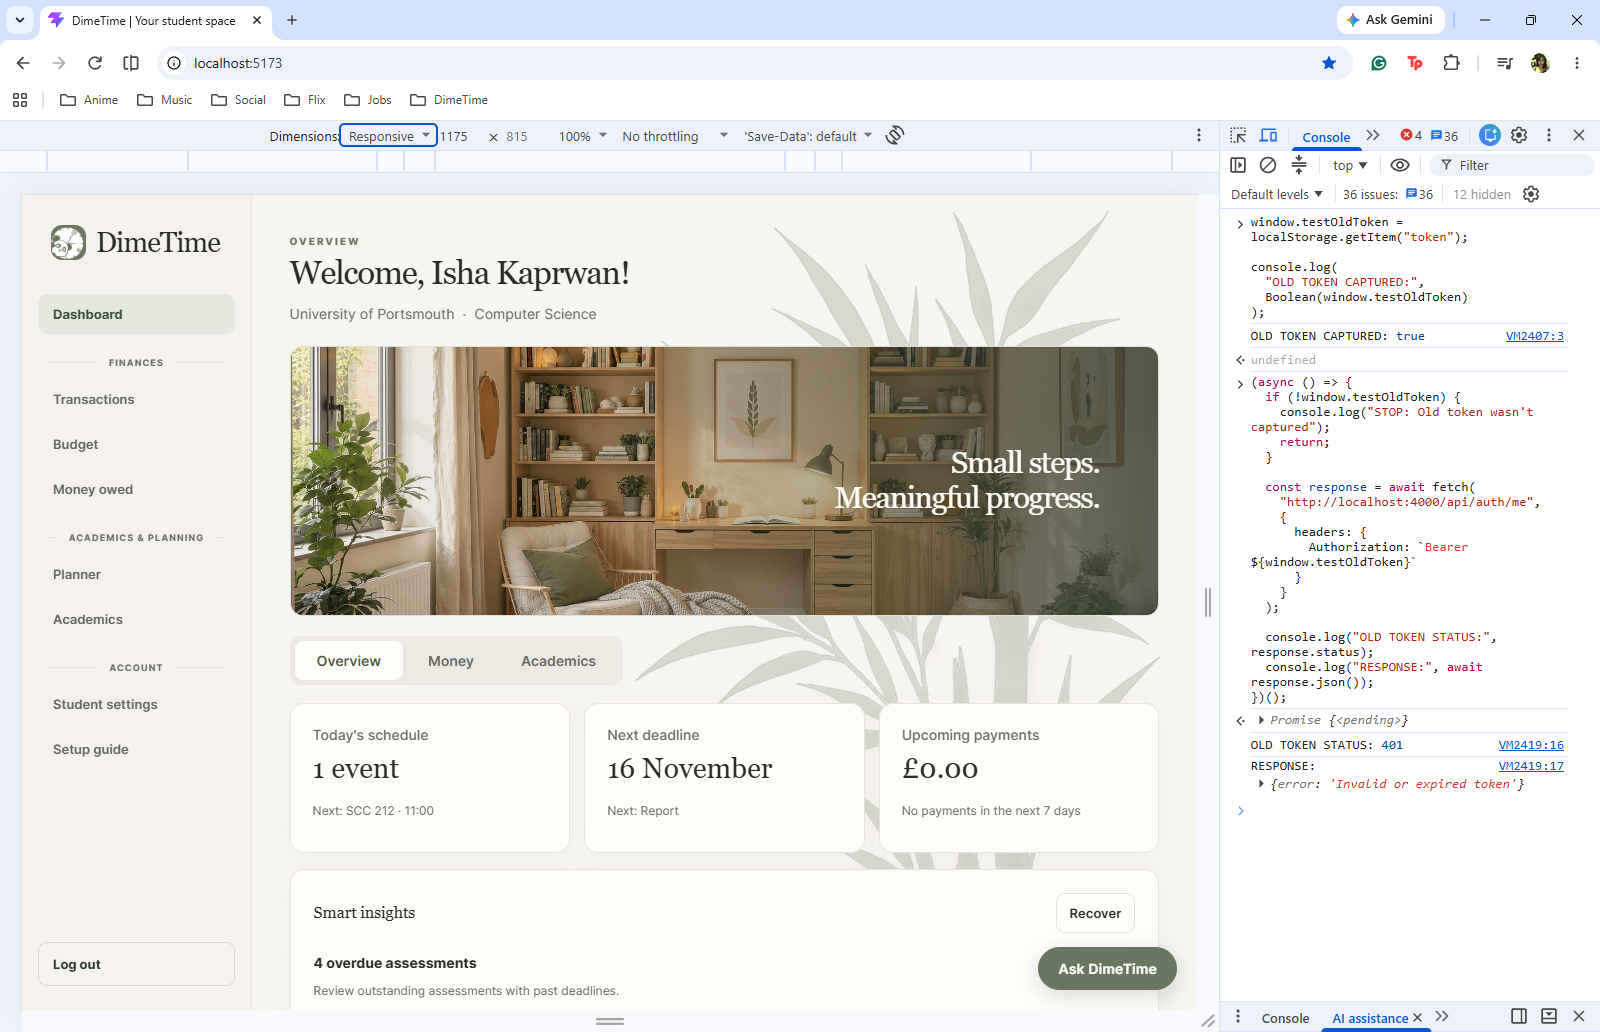 DimeTime | Your student space
Ask Gemini
localhost:5173
Anime
Music
Social
Flix
Jobs
DimeTime
Dimensions: Responsive 1175 × 815 100% No throttling 'Save-Data': default
Console
4 36
top
Filter
Default levels
36 issues: 36
12 hidden
DimeTime
Dashboard
FINANCES
Transactions
Budget
Money owed
ACADEMICS & PLANNING
Planner
Academics
ACCOUNT
Student settings
Setup guide
Log out
OVERVIEW
Welcome, Isha Kaprwan!
University of Portsmouth · Computer Science
Small steps.
Meaningful progress.
Overview
Money
Academics
Today's schedule
1 event
Next: SCC 212 · 11:00
Next deadline
16 November
Next: Report
Upcoming payments
£0.00
No payments in the next 7 days
Smart insights
Recover
4 overdue assessments
Review outstanding assessments with past deadlines.
Ask DimeTime
window.testOldToken =
localStorage.getItem("token");
console.log(
"OLD TOKEN CAPTURED:",
Boolean(window.testOldToken)
);
OLD TOKEN CAPTURED: true VM2407:3
undefined
(async () => {
if (!window.testOldToken) {
console.log("STOP: Old token wasn't
captured");
return;
}
const response = await fetch(
"http://localhost:4000/api/auth/me",
{
headers: {
Authorization: `Bearer
${window.testOldToken}`
}
}
);
console.log("OLD TOKEN STATUS:",
response.status);
console.log("RESPONSE:", await
response.json());
})();
Promise {<pending>}
OLD TOKEN STATUS: 401 VM2419:16
RESPONSE: VM2419:17
{error: 'Invalid or expired token'}
Console
AI assistance